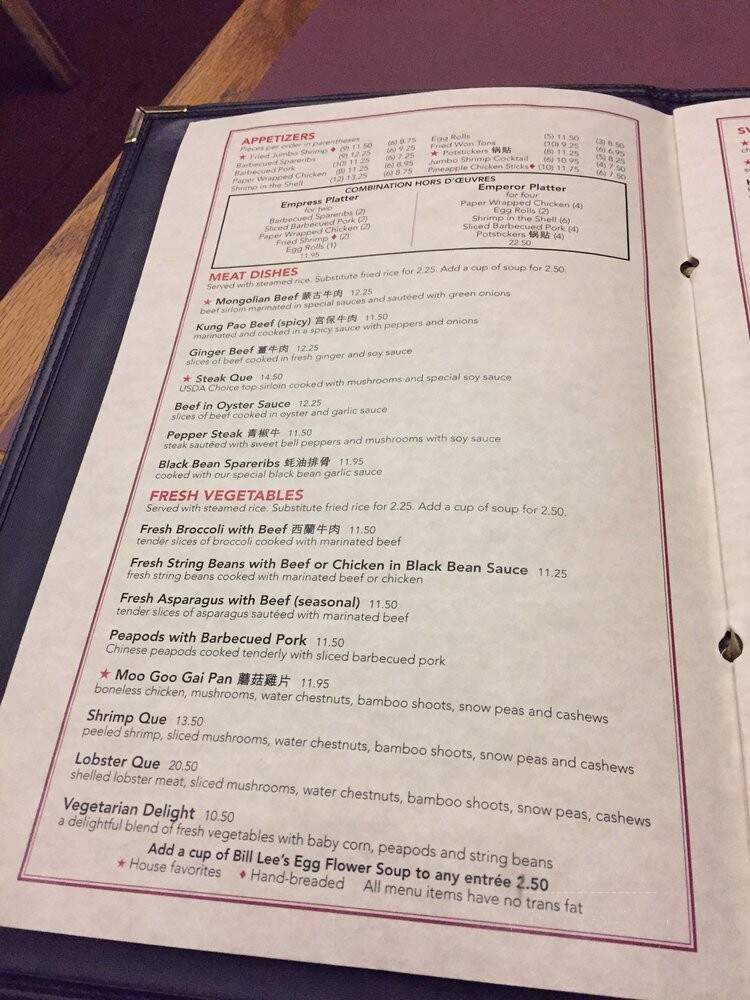 APPETIZERS
Pieces per order in parentheses
★ Fried Jumbo Shrimp ♦ (9) 11.50 (6) 8.75
Barbecued Spareribs (9) 12.25 (6) 9.25
Barbecued Pork (10) 11.25 (6) 7.25
Paper Wrapped Chicken (8) 11.25 (6) 8.95
Shrimp in the Shell (12) 13.25 (6) 8.75
Egg Rolls (5) 11.50 (3) 8.50
Fried Won Tons (10) 9.25 (6) 6.95
★ Potstickers 锅贴 (8) 11.25 (5) 8.25
Jumbo Shrimp Cocktail (6) 10.95 (4) 7.50
Pineapple Chicken Sticks ♦ (10) 11.75 (6) 7.50
COMBINATION HORS D'ŒUVRES
Empress Platter
for two
Barbecued Spareribs (2)
Sliced Barbecued Pork (2)
Paper Wrapped Chicken (2)
Fried Shrimp ♦ (2)
Egg Rolls (1)
11.95
Emperor Platter
for four
Paper Wrapped Chicken (4)
Egg Rolls (2)
Shrimp in the Shell (6)
Sliced Barbecued Pork (4)
Potstickers 锅贴 (4)
22.50
MEAT DISHES
Served with steamed rice. Substitute fried rice for 2.25. Add a cup of soup for 2.50.
★ Mongolian Beef 蒙古牛肉 12.25
beef sirloin marinated in special sauces and sautéed with green onions
Kung Pao Beef (spicy) 宫保牛肉 11.50
marinated and cooked in a spicy sauce with peppers and onions
Ginger Beef 薑牛肉 12.25
slices of beef cooked in fresh ginger and soy sauce
★ Steak Que 14.50
USDA Choice top sirloin cooked with mushrooms and special soy sauce
Beef in Oyster Sauce 12.25
slices of beef cooked in oyster and garlic sauce
Pepper Steak 青椒牛 11.50
steak sautéed with sweet bell peppers and mushrooms with soy sauce
Black Bean Spareribs 蚝油排骨 11.95
cooked with our special black bean garlic sauce
FRESH VEGETABLES
Served with steamed rice. Substitute fried rice for 2.25. Add a cup of soup for 2.50.
Fresh Broccoli with Beef 西蘭牛肉 11.50
tender slices of broccoli cooked with marinated beef
Fresh String Beans with Beef or Chicken in Black Bean Sauce 11.25
fresh string beans cooked with marinated beef or chicken
Fresh Asparagus with Beef (seasonal) 11.50
tender slices of asparagus sautéed with marinated beef
Peapods with Barbecued Pork 11.50
Chinese peapods cooked tenderly with sliced barbecued pork
★ Moo Goo Gai Pan 蘑菇雞片 11.95
boneless chicken, mushrooms, water chestnuts, bamboo shoots, snow peas and cashews
Shrimp Que 13.50
peeled shrimp, sliced mushrooms, water chestnuts, bamboo shoots, snow peas and cashews
Lobster Que 20.50
shelled lobster meat, sliced mushrooms, water chestnuts, bamboo shoots, snow peas, cashews
Vegetarian Delight 10.50
a delightful blend of fresh vegetables with baby corn, peapods and string beans
Add a cup of Bill Lee's Egg Flower Soup to any entrée 2.50
★ House favorites ♦ Hand-breaded All menu items have no trans fat